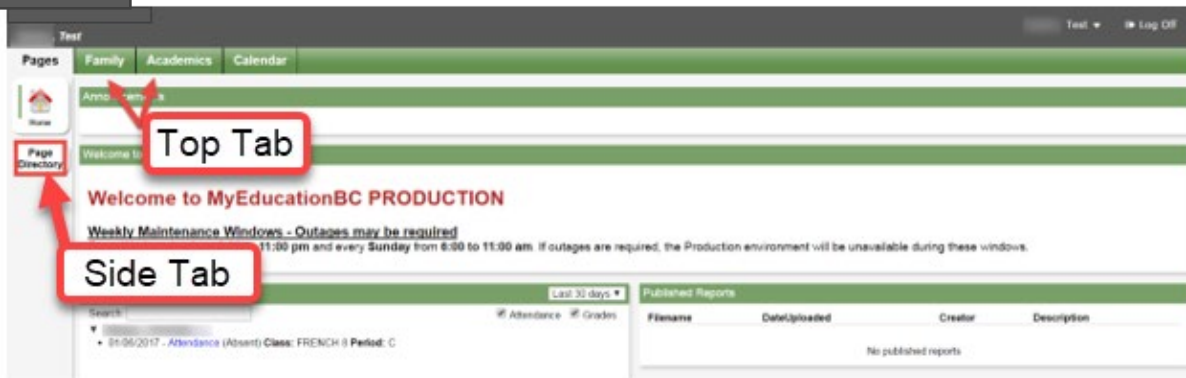 Test
Test Log Off
Pages Family Academics Calendar
Announcements
Home
Top Tab
Page
Directory
Welcome to
Welcome to MyEducationBC PRODUCTION
Weekly Maintenance Windows - Outages may be required
11:00 pm and every Sunday from 6:00 to 11:00 am. If outages are required, the Production environment will be unavailable during these windows.
Side Tab
Last 30 days Published Reports
Search Attendance Grades Filename DateUploaded Creator Description
01/06/2017 - Attendance (Absent) Class: FRENCH 8 Period: C
No published reports